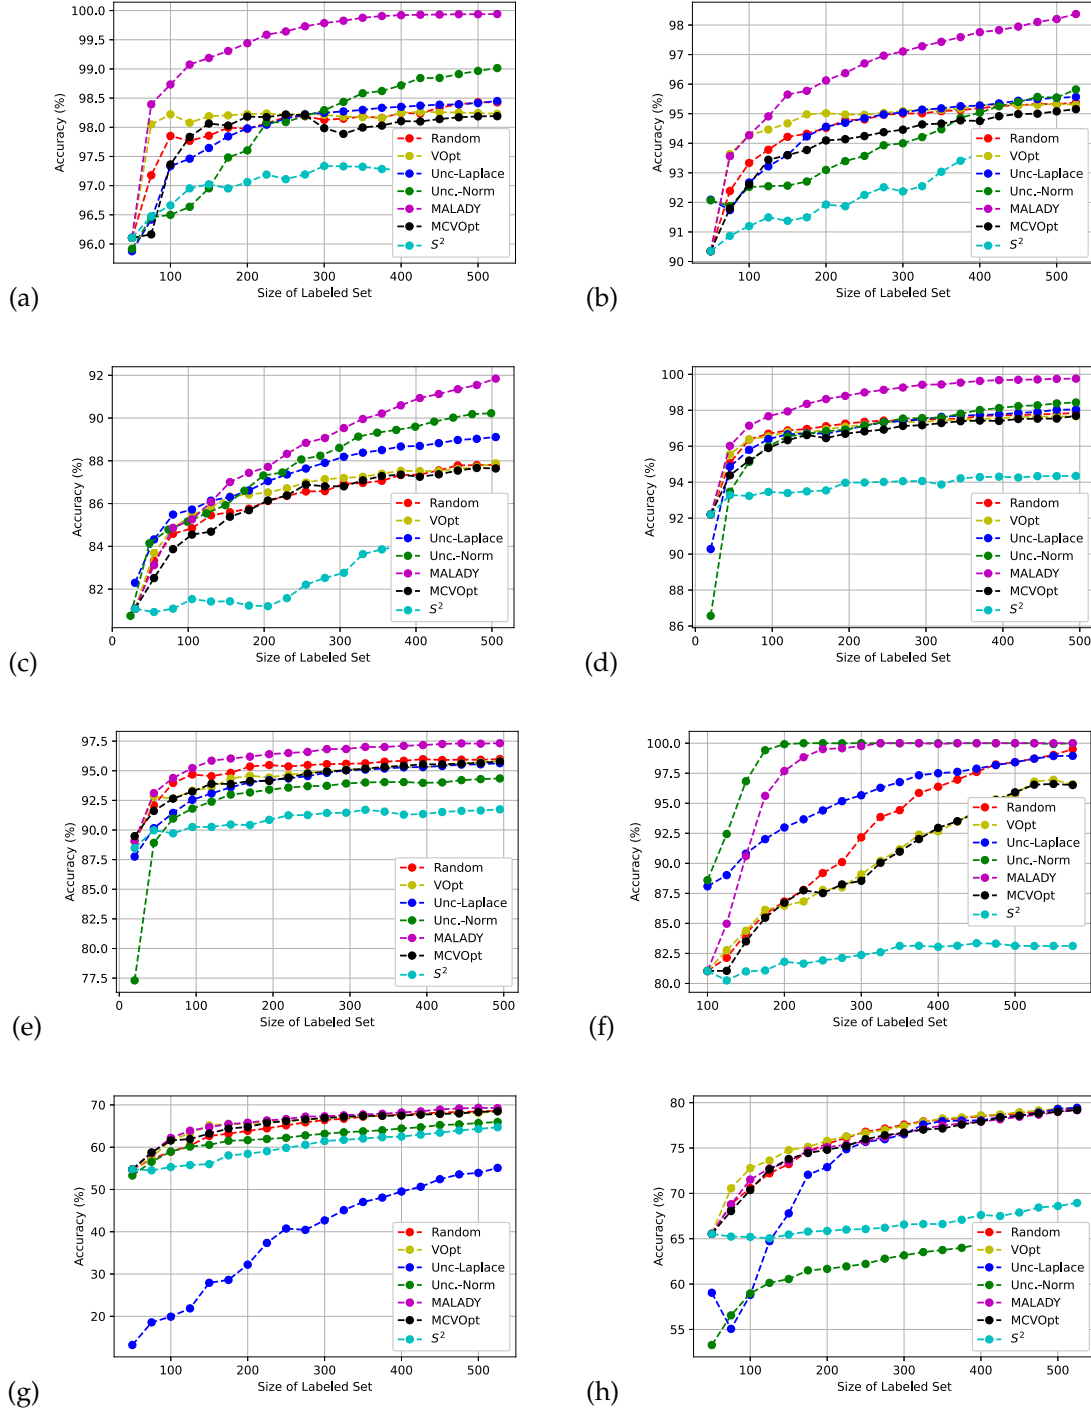 100.0
99.5
99.0
98.5
98.0
97.5
97.0
96.5
96.0
Accuracy (%)
100 200 300 400 500
Size of Labeled Set
Random
VOpt
Unc-Laplace
Unc.-Norm
MALADY
MCVOpt
S²
(a)
98
97
96
95
94
93
92
91
90
Accuracy (%)
100 200 300 400 500
Size of Labeled Set
Random
VOpt
Unc-Laplace
Unc.-Norm
MALADY
MCVOpt
S²
(b)
92
90
88
86
84
82
Accuracy (%)
0 100 200 300 400 500
Size of Labeled Set
Random
VOpt
Unc-Laplace
Unc.-Norm
MALADY
MCVOpt
S²
(c)
100
98
96
94
92
90
88
86
Accuracy (%)
0 100 200 300 400 500
Size of Labeled Set
Random
VOpt
Unc-Laplace
Unc.-Norm
MALADY
MCVOpt
S²
(d)
97.5
95.0
92.5
90.0
87.5
85.0
82.5
80.0
77.5
Accuracy (%)
0 100 200 300 400 500
Size of Labeled Set
Random
VOpt
Unc-Laplace
Unc.-Norm
MALADY
MCVOpt
S²
(e)
100.0
97.5
95.0
92.5
90.0
87.5
85.0
82.5
80.0
Accuracy (%)
100 200 300 400 500
Size of Labeled Set
Random
VOpt
Unc-Laplace
Unc.-Norm
MALADY
MCVOpt
S²
(f)
70
60
50
40
30
20
Accuracy (%)
100 200 300 400 500
Size of Labeled Set
Random
VOpt
Unc-Laplace
Unc.-Norm
MALADY
MCVOpt
S²
(g)
80
75
70
65
60
55
Accuracy (%)
100 200 300 400 500
Size of Labeled Set
Random
VOpt
Unc-Laplace
Unc.-Norm
MALADY
MCVOpt
S²
(h)